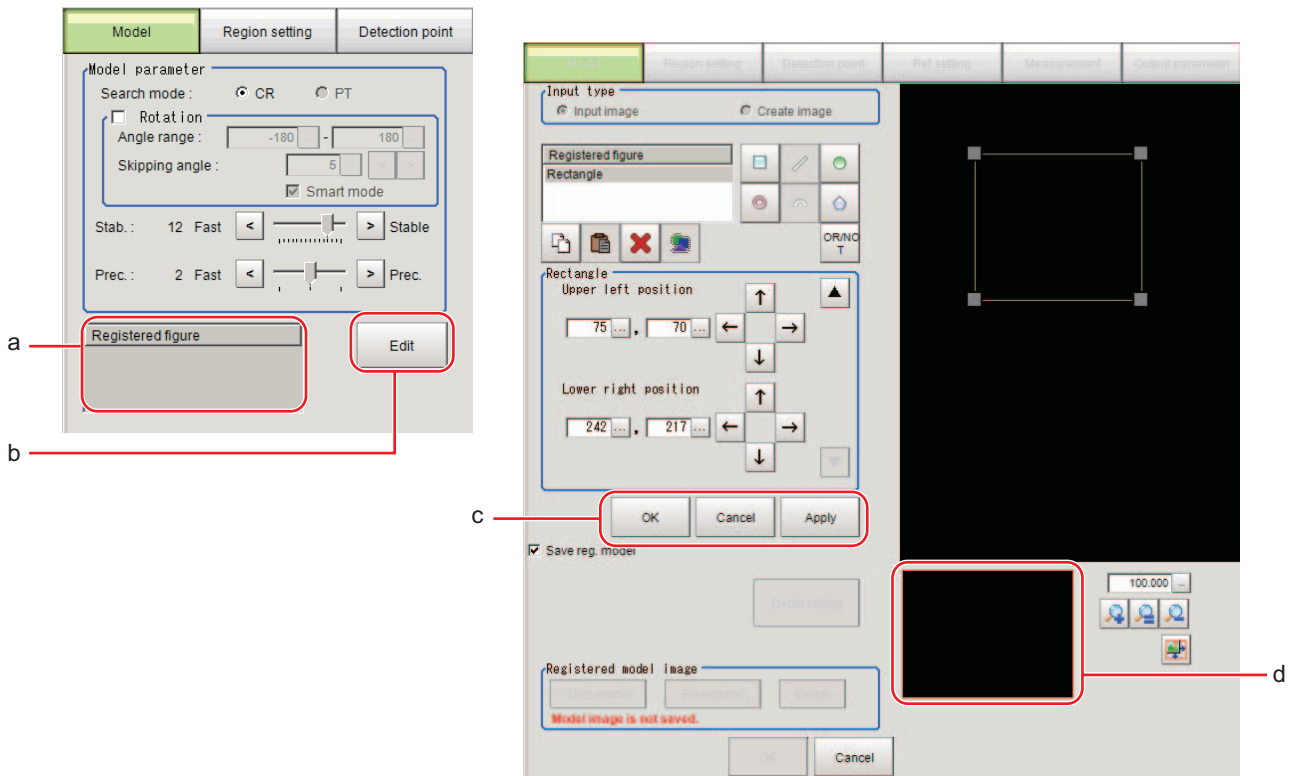 Model Region setting Detection point
Model parameter
Search mode : CR PT
Rotation
Angle range : -180 - 180
Skipping angle : 5 < >
Smart mode
Stab. : 12 Fast < > Stable
Prec. : 2 Fast < > Prec.
Registered figure
Edit
a
b
Model Region setting Detection point Ref setting Measurement Output parameter
Input type
Input image Create image
Registered figure
Rectangle
OR/NO
T
Rectangle
Upper left position
75 ... , 70 ...
Lower right position
242 ... , 217 ...
OK Cancel Apply
c
Save reg. model
100.000 ...
Detail setting
d
Registered model image
Disp model Re-register Delete
Model image is not saved.
OK Cancel